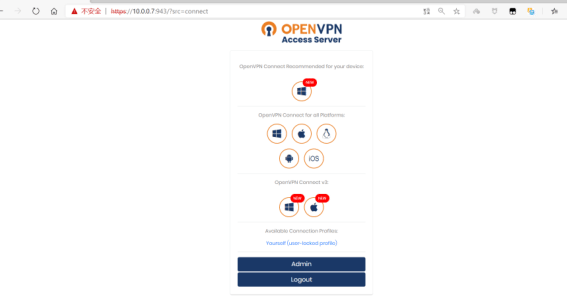 不安全 | https://10.0.0.7:943/?src=connect
OPENVPN
Access Server
OpenVPN Connect Recommended for your device:
NEW
OpenVPN Connect for all Platforms:
iOS
OpenVPN Connect v3:
NEW NEW
Available Connection Profiles:
Yourself (user-locked profile)
Admin
Logout